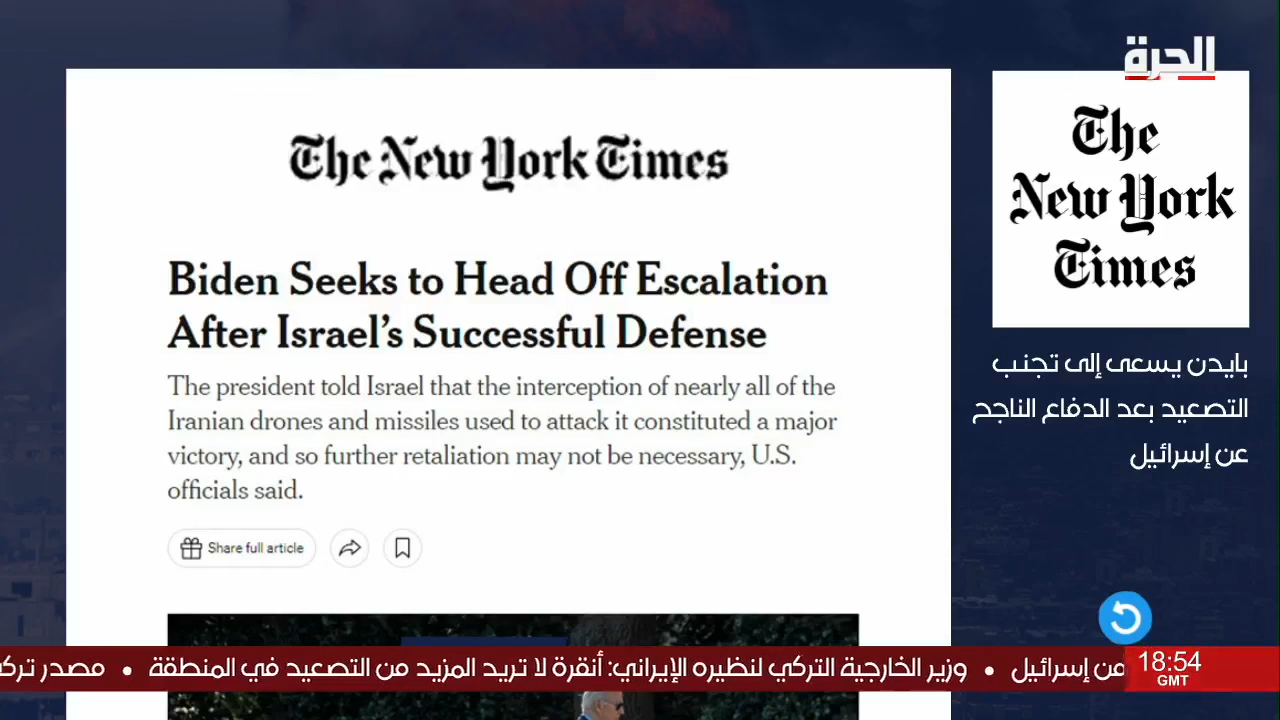 الحرة
The New York Times
Biden Seeks to Head Off Escalation
After Israel’s Successful Defense
The president told Israel that the interception of nearly all of the
Iranian drones and missiles used to attack it constituted a major
victory, and so further retaliation may not be necessary, U.S.
officials said.
Share full article
The
New York
Times
بايدن يسعى إلى تجنب
التصعيد بعد الدفاع الناجح
عن إسرائيل
عن إسرائيل • وزير الخارجية التركي لنظيره الإيراني: أنقرة لا تريد المزيد من التصعيد في المنطقة • مصدر
18:54
GMT